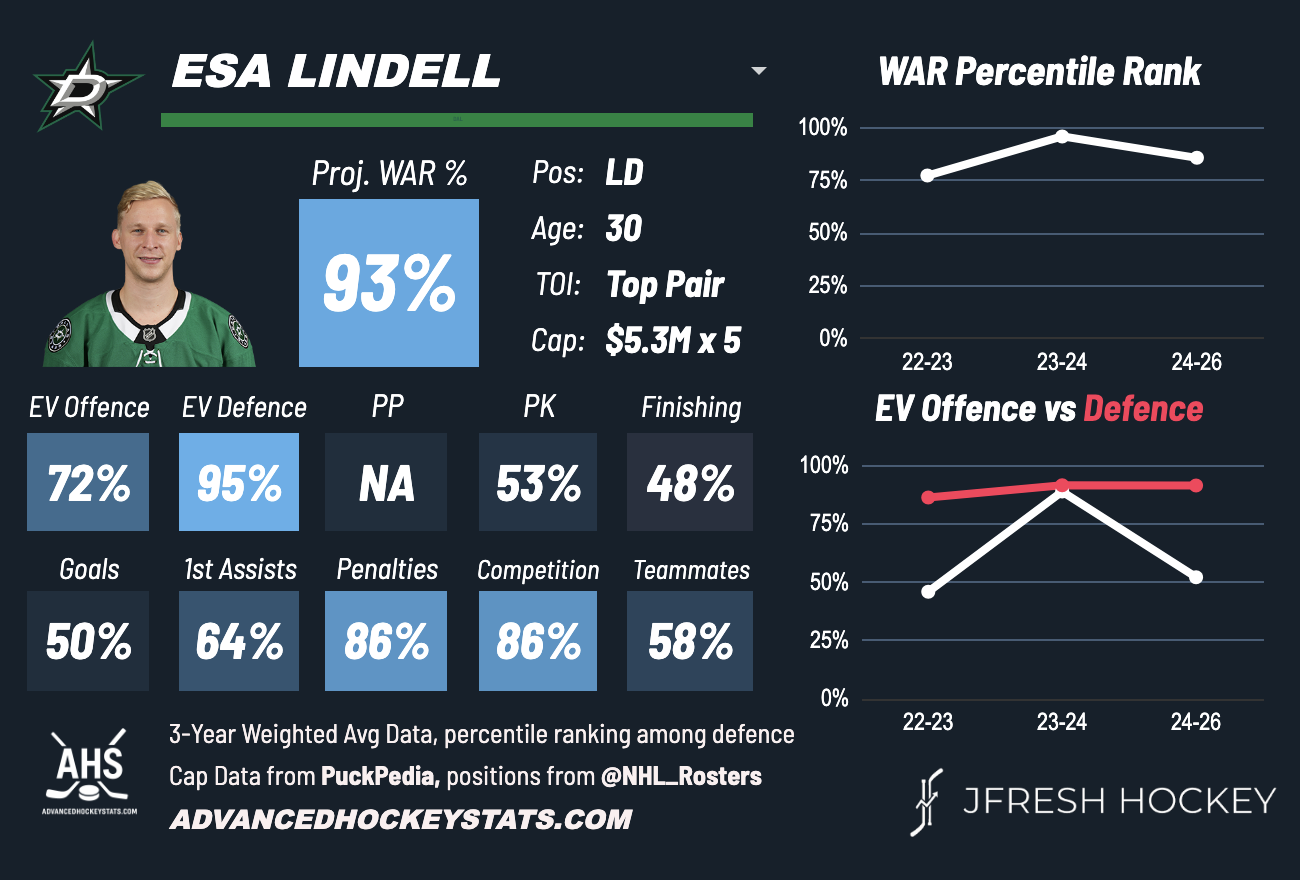 ESA LINDELL
DAL
Proj. WAR %
93%
Pos: LD
Age: 30
TOI: Top Pair
Cap: $5.3M x 5
EV Offence EV Defence PP PK Finishing
72% 95% NA 53% 48%
Goals 1st Assists Penalties Competition Teammates
50% 64% 86% 86% 58%
WAR Percentile Rank
100%
75%
50%
25%
0%
22-23 23-24 24-26
EV Offence vs Defence
100%
75%
50%
25%
0%
22-23 23-24 24-26
AHS
ADVANCEDHOCKEYSTATS.COM
3-Year Weighted Avg Data, percentile ranking among defence
Cap Data from PuckPedia, positions from @NHL_Rosters
ADVANCEDHOCKEYSTATS.COM
JFRESH HOCKEY